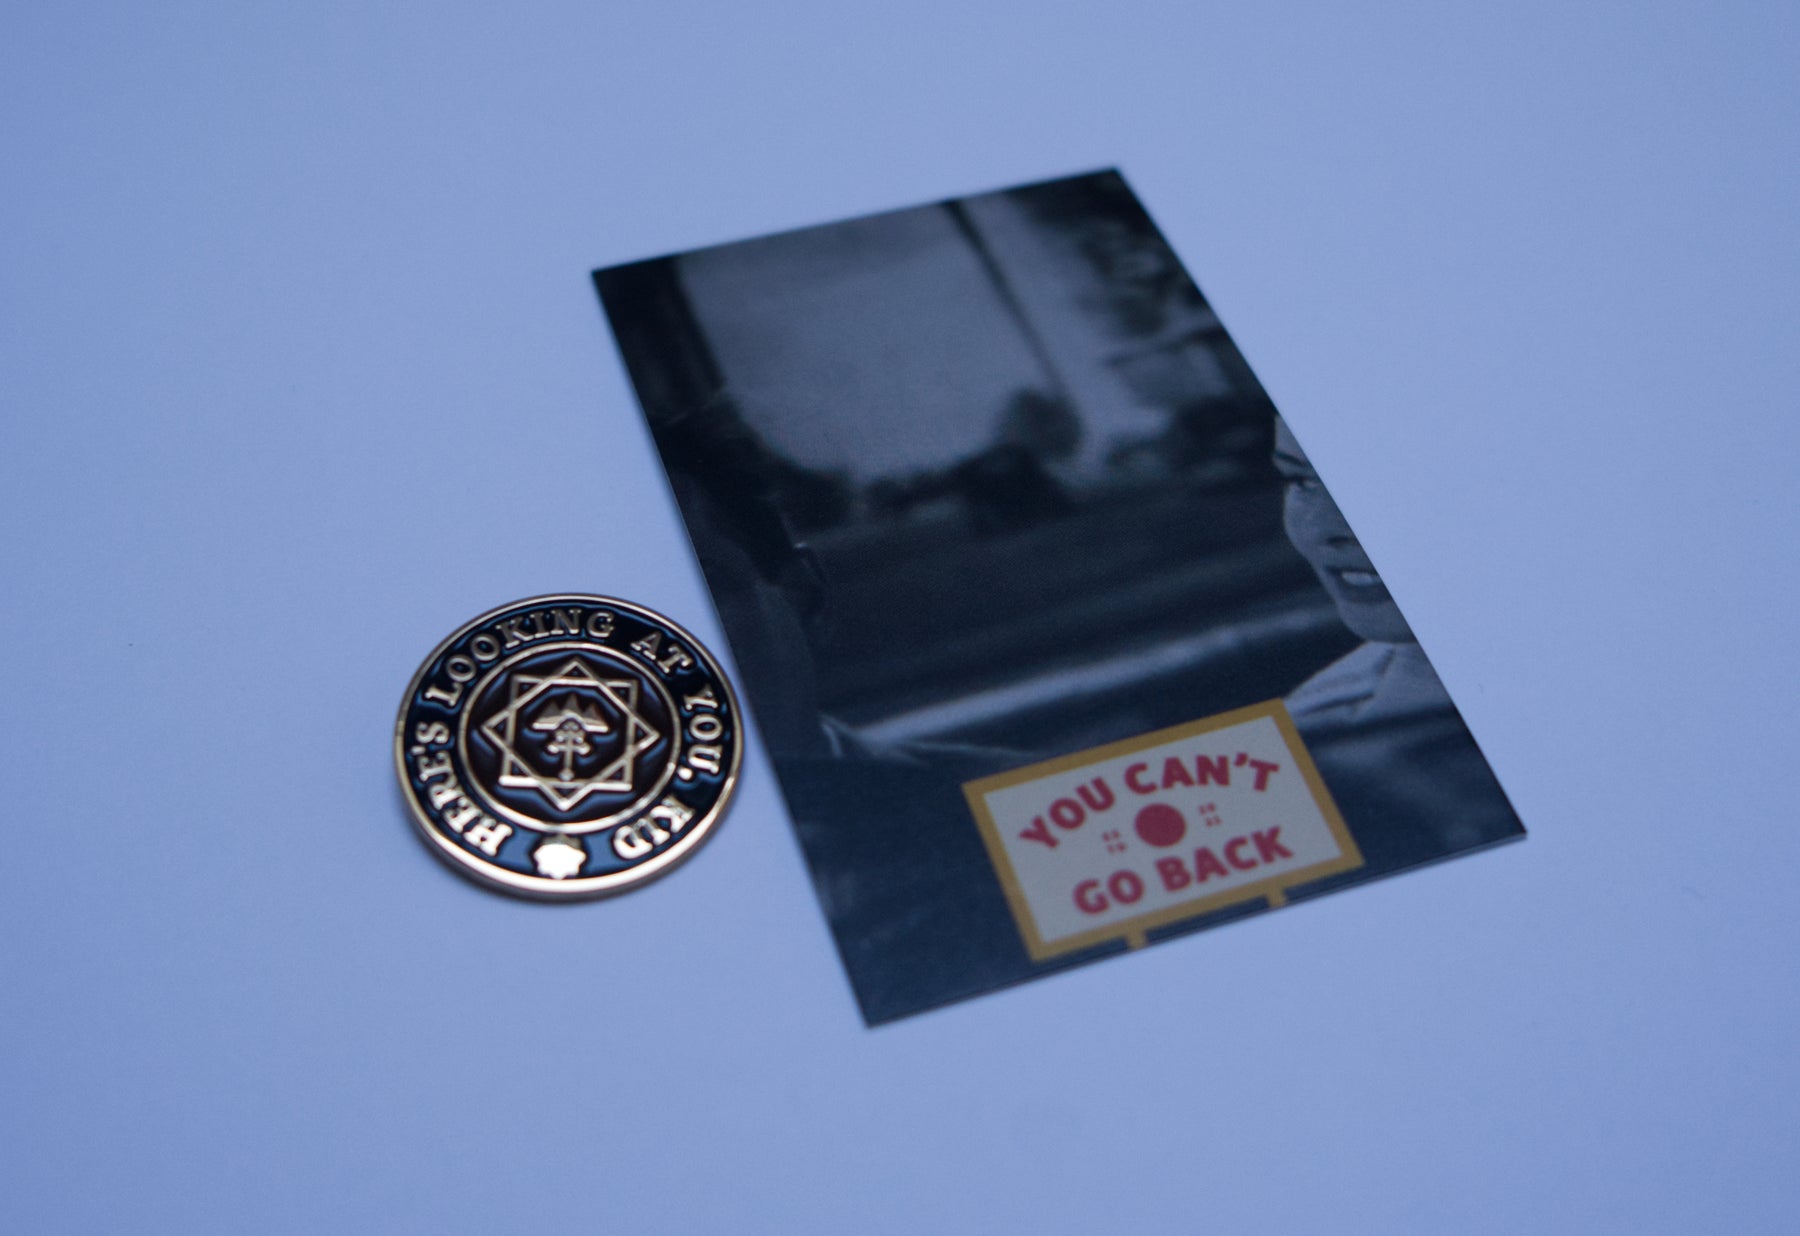 HERE'S LOOKING AT YOU, KID
YOU CAN'T
GO BACK